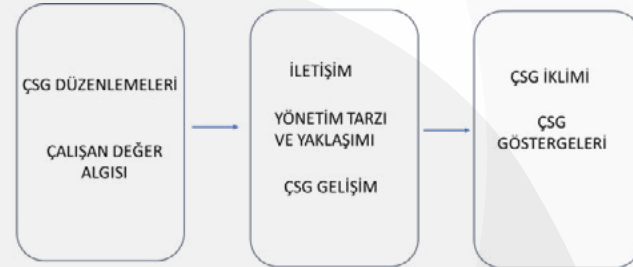 ÇSG DÜZENLEMELERİ
ÇALIŞAN DEĞER
ALGISI
İLETİŞİM
YÖNETİM TARZI
VE YAKLAŞIMI
ÇSG GELİŞİM
ÇSG İKLİMİ
ÇSG
GÖSTERGELERİ